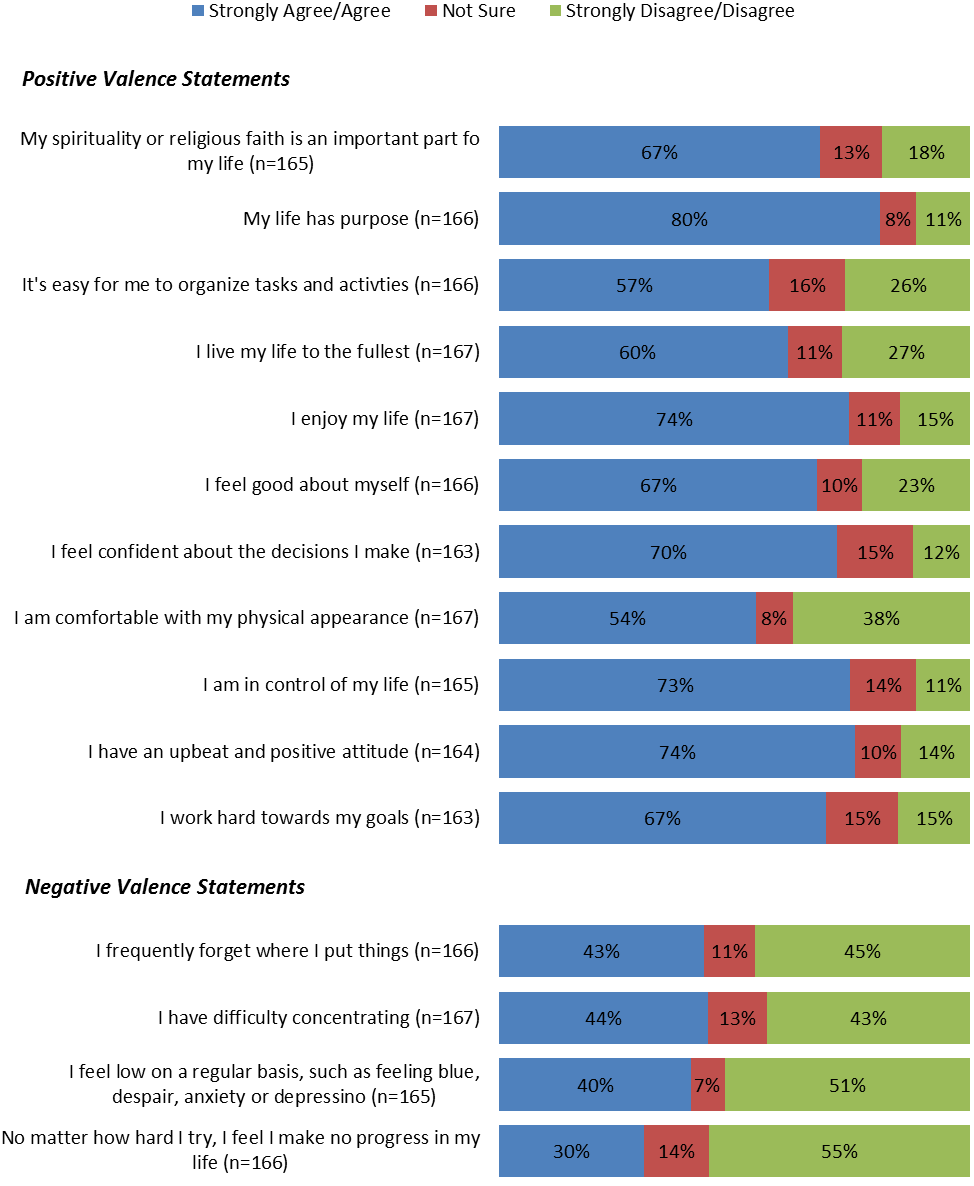 Strongly Agree/Agree Not Sure Strongly Disagree/Disagree
Positive Valence Statements
My spirituality or religious faith is an important part fo
my life (n=165)
67% 13% 18%
My life has purpose (n=166) 80% 8% 11%
It's easy for me to organize tasks and activties (n=166) 57% 16% 26%
I live my life to the fullest (n=167) 60% 11% 27%
I enjoy my life (n=167) 74% 11% 15%
I feel good about myself (n=166) 67% 10% 23%
I feel confident about the decisions I make (n=163) 70% 15% 12%
I am comfortable with my physical appearance (n=167) 54% 8% 38%
I am in control of my life (n=165) 73% 14% 11%
I have an upbeat and positive attitude (n=164) 74% 10% 14%
I work hard towards my goals (n=163) 67% 15% 15%
Negative Valence Statements
I frequently forget where I put things (n=166) 43% 11% 45%
I have difficulty concentrating (n=167) 44% 13% 43%
I feel low on a regular basis, such as feeling blue,
despair, anxiety or depressino (n=165)
40% 7% 51%
No matter how hard I try, I feel I make no progress in my
life (n=166)
30% 14% 55%